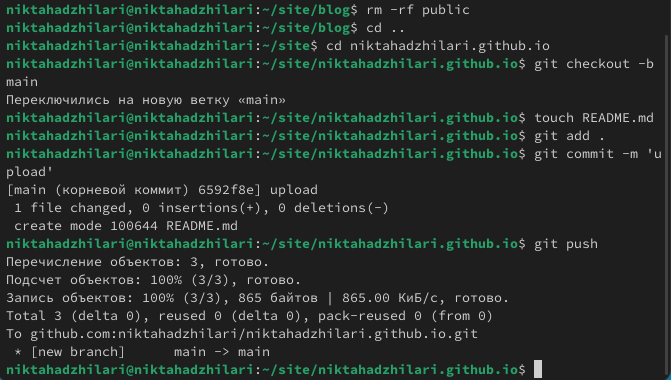 niktahadzhilari@niktahadzhilari:~/site/blog$ rm -rf public
niktahadzhilari@niktahadzhilari:~/site/blog$ cd ..
niktahadzhilari@niktahadzhilari:~/site$ cd niktahadzhilari.github.io
niktahadzhilari@niktahadzhilari:~/site/niktahadzhilari.github.io$ git checkout -b
main
Переключились на новую ветку «main»
niktahadzhilari@niktahadzhilari:~/site/niktahadzhilari.github.io$ touch README.md
niktahadzhilari@niktahadzhilari:~/site/niktahadzhilari.github.io$ git add .
niktahadzhilari@niktahadzhilari:~/site/niktahadzhilari.github.io$ git commit -m 'u
pload'
[main (корневой коммит) 6592f8e] upload
 1 file changed, 0 insertions(+), 0 deletions(-)
 create mode 100644 README.md
niktahadzhilari@niktahadzhilari:~/site/niktahadzhilari.github.io$ git push
Перечисление объектов: 3, готово.
Подсчет объектов: 100% (3/3), готово.
Запись объектов: 100% (3/3), 865 байтов | 865.00 КиБ/с, готово.
Total 3 (delta 0), reused 0 (delta 0), pack-reused 0 (from 0)
To github.com:niktahadzhilari/niktahadzhilari.github.io.git
 * [new branch]      main -> main
niktahadzhilari@niktahadzhilari:~/site/niktahadzhilari.github.io$